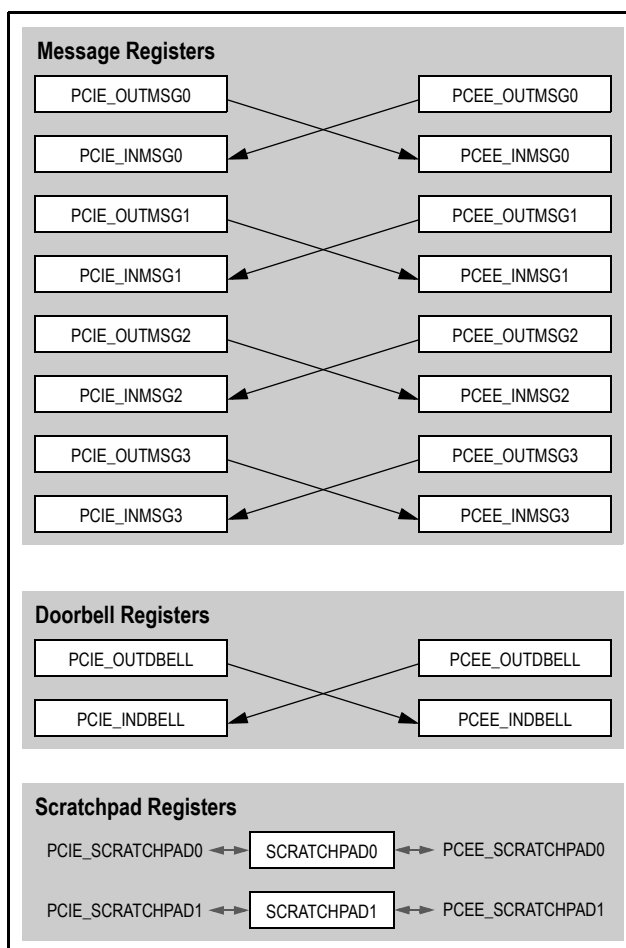 Message Registers
PCIE_OUTMSG0 PCEE_OUTMSG0
PCIE_INMSG0 PCEE_INMSG0
PCIE_OUTMSG1 PCEE_OUTMSG1
PCIE_INMSG1 PCEE_INMSG1
PCIE_OUTMSG2 PCEE_OUTMSG2
PCIE_INMSG2 PCEE_INMSG2
PCIE_OUTMSG3 PCEE_OUTMSG3
PCIE_INMSG3 PCEE_INMSG3
Doorbell Registers
PCIE_OUTDBELL PCEE_OUTDBELL
PCIE_INDBELL PCEE_INDBELL
Scratchpad Registers
PCIE_SCRATCHPAD0 SCRATCHPAD0 PCEE_SCRATCHPAD0
PCIE_SCRATCHPAD1 SCRATCHPAD1 PCEE_SCRATCHPAD1